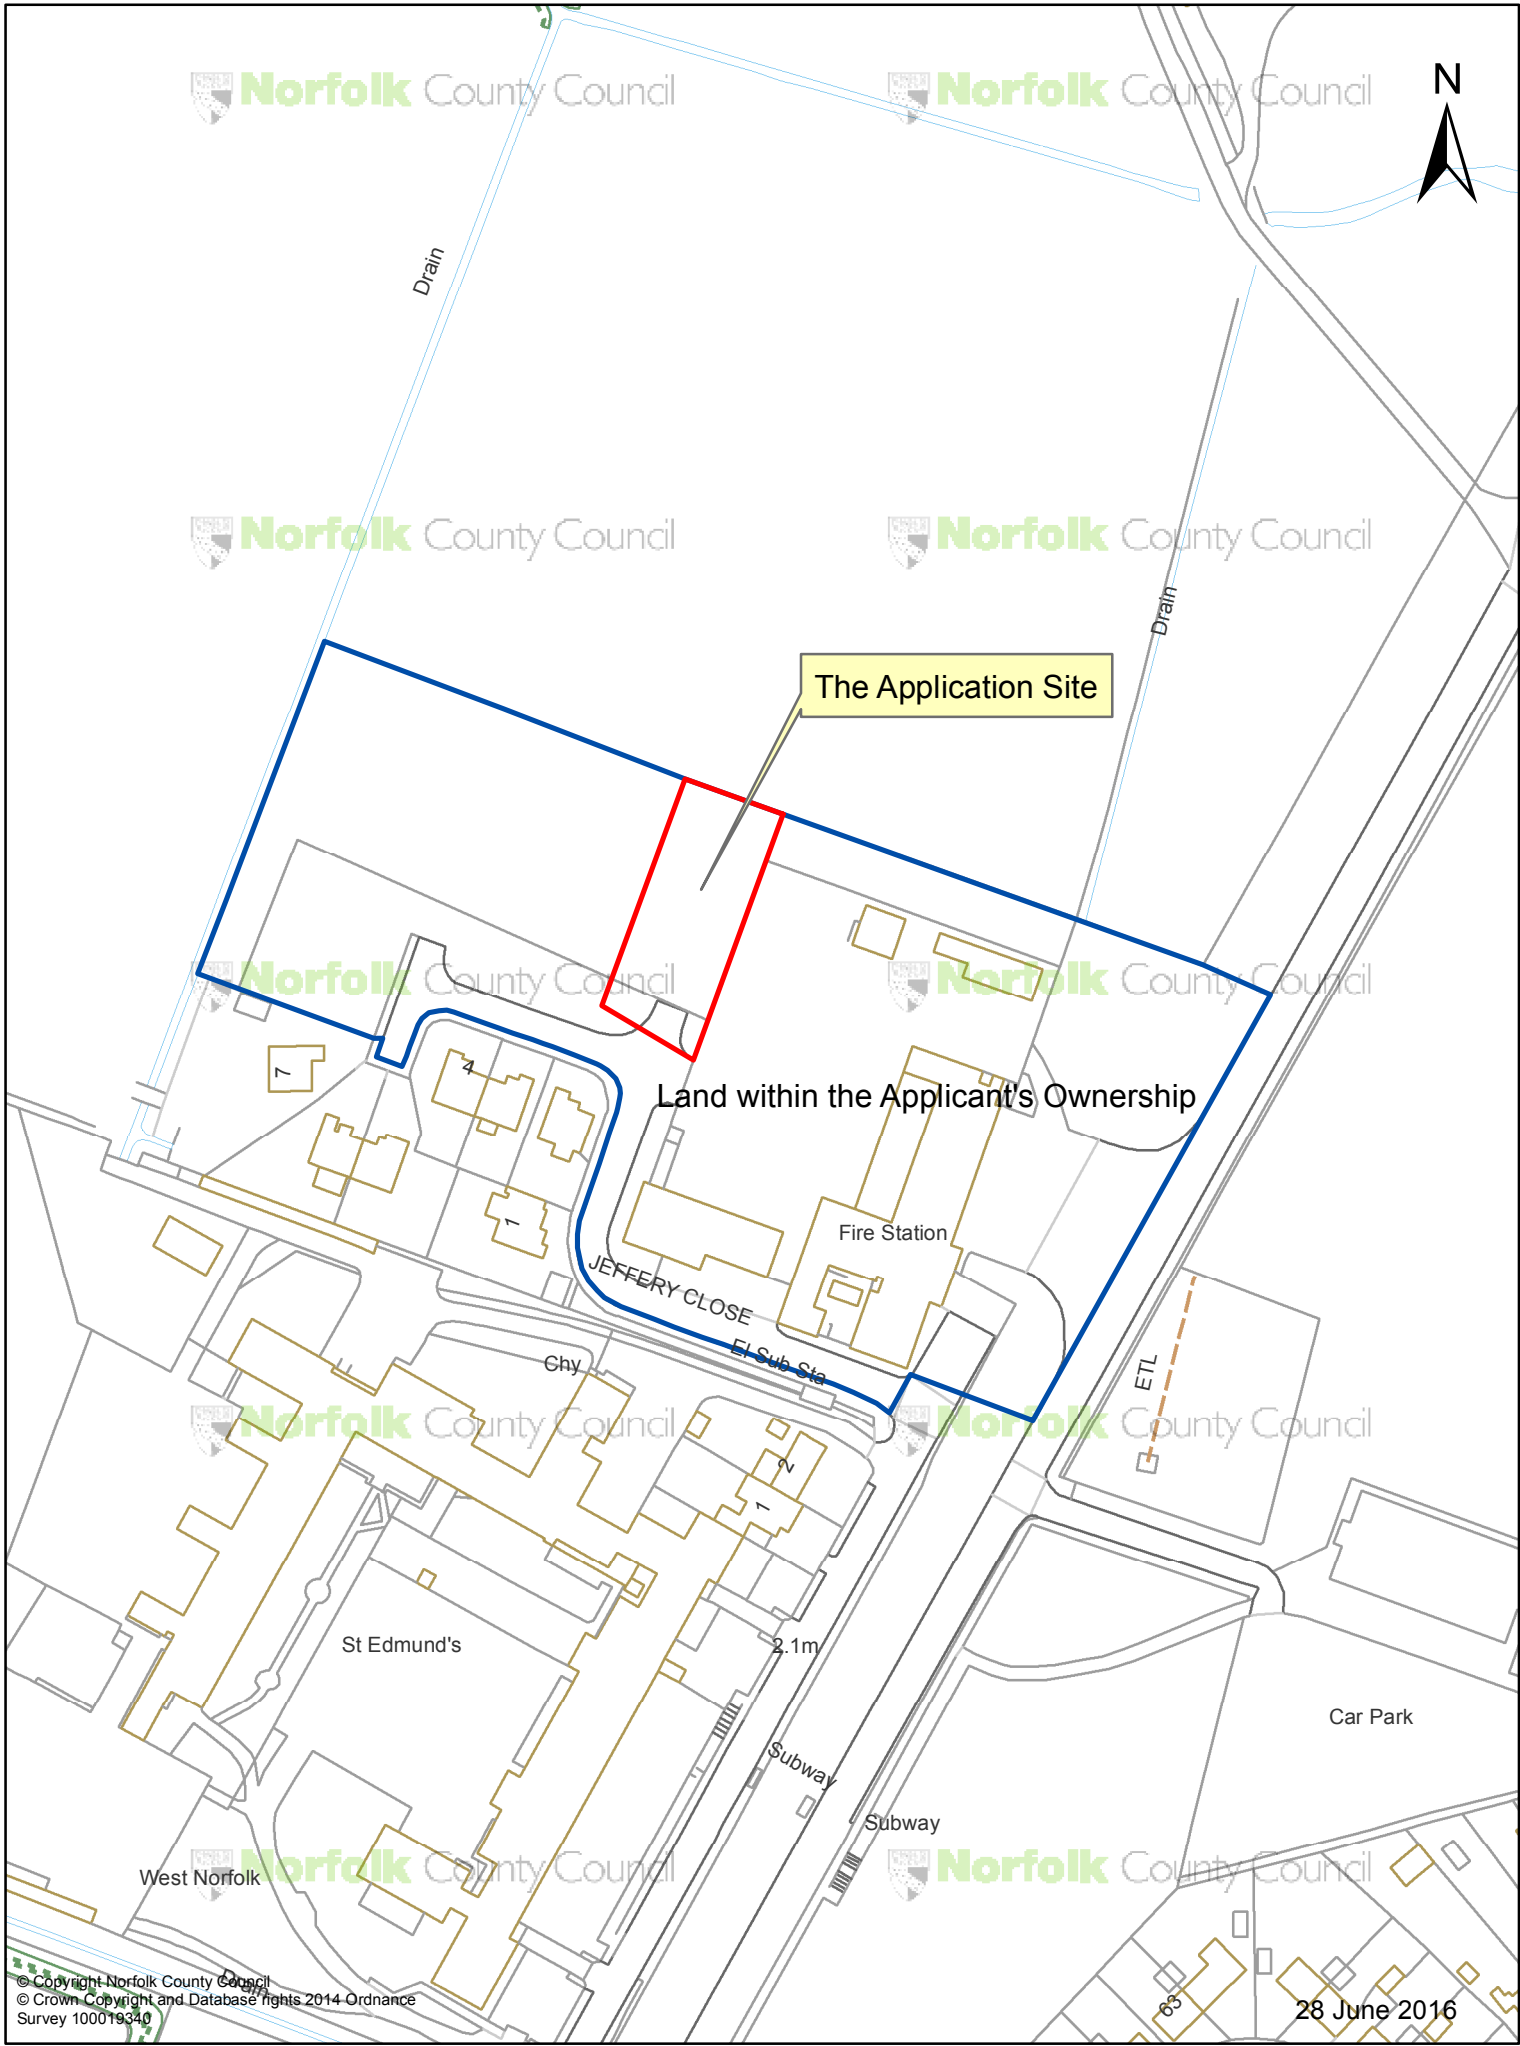 Norfolk County Council
Norfolk County Council
N
Drain
Norfolk County Council
Norfolk County Council
Drain
The Application Site
Norfolk County Council
Norfolk County Council
7
4
Land within the Applicant's Ownership
1
Fire Station
JEFFERY CLOSE
El Sub Sta
Chy
ETL
Norfolk County Council
Norfolk County Council
2
1
St Edmund's
2.1m
Car Park
Subway
Subway
West Norfolk
Norfolk County Council
Norfolk County Council
Drain
63
© Copyright Norfolk County Council
© Crown Copyright and Database rights 2014 Ordnance
Survey 100019340
28 June 2016